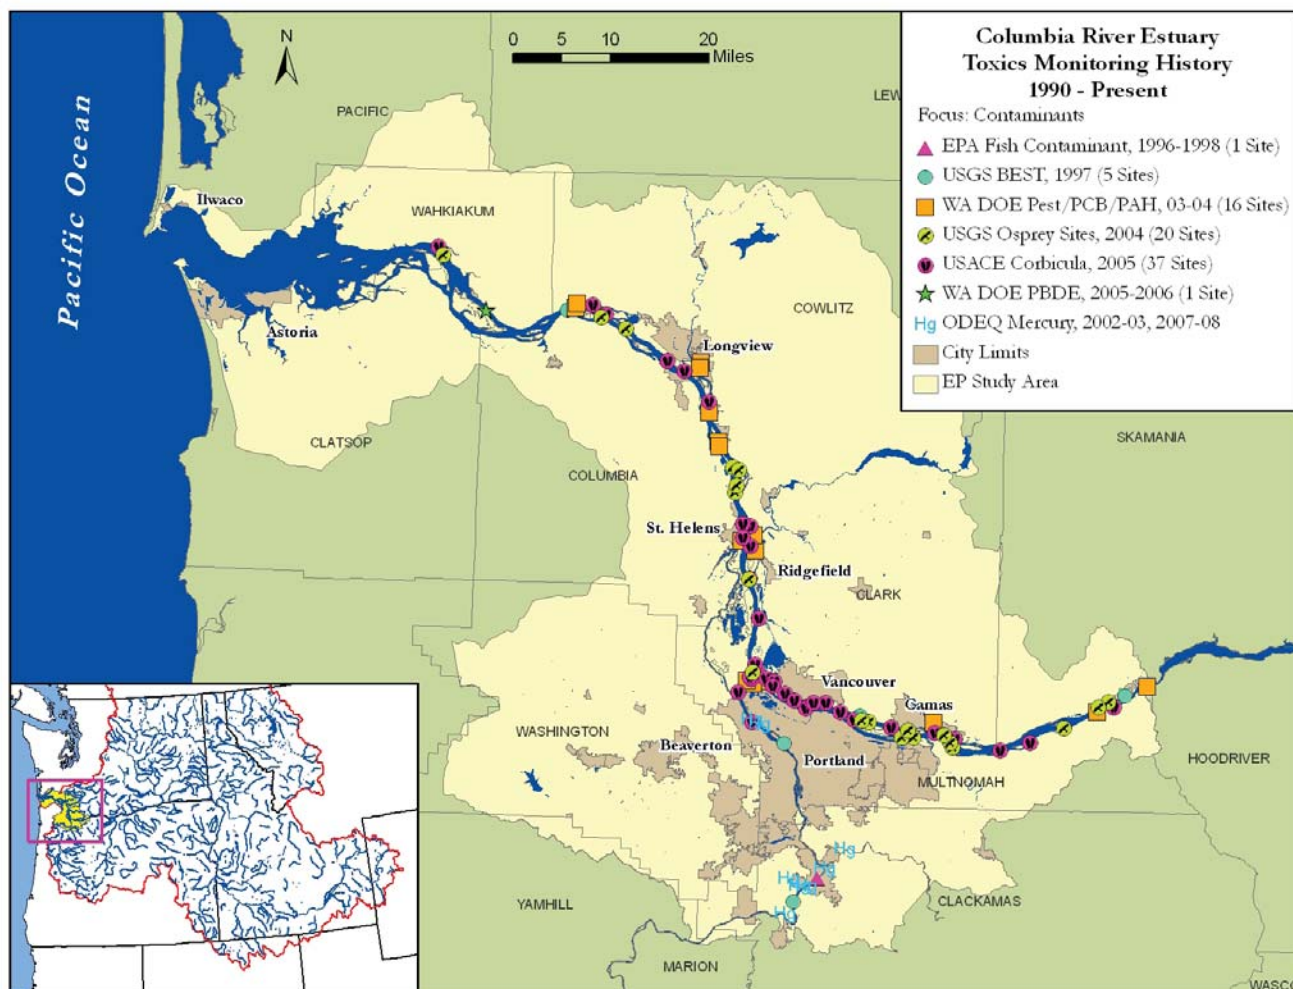 N
0 5 10 20
Miles
Columbia River Estuary
Toxics Monitoring History
1990 - Present
Focus: Contaminants
EPA Fish Contaminant, 1996-1998 (1 Site)
USGS BEST, 1997 (5 Sites)
WA DOE Pest/PCB/PAH, 03-04 (16 Sites)
USGS Osprey Sites, 2004 (20 Sites)
USACE Corbicula, 2005 (37 Sites)
WA DOE PBDE, 2005-2006 (1 Site)
Hg ODEQ Mercury, 2002-03, 2007-08
City Limits
EP Study Area
PACIFIC
LEW
Pacific Ocean
Ilwaco
WAHKIAKUM
COWLITZ
Astoria
Longview
CLATSOP
SKAMANIA
COLUMBIA
St. Helens
Ridgefield
CLARK
Vancouver
Camas
Hg
WASHINGTON
Beaverton
Portland
HOODRIVER
MULTNOMAH
Hg
Hg
Hg
Hg
YAMHILL
CLACKAMAS
MARION
WASCO